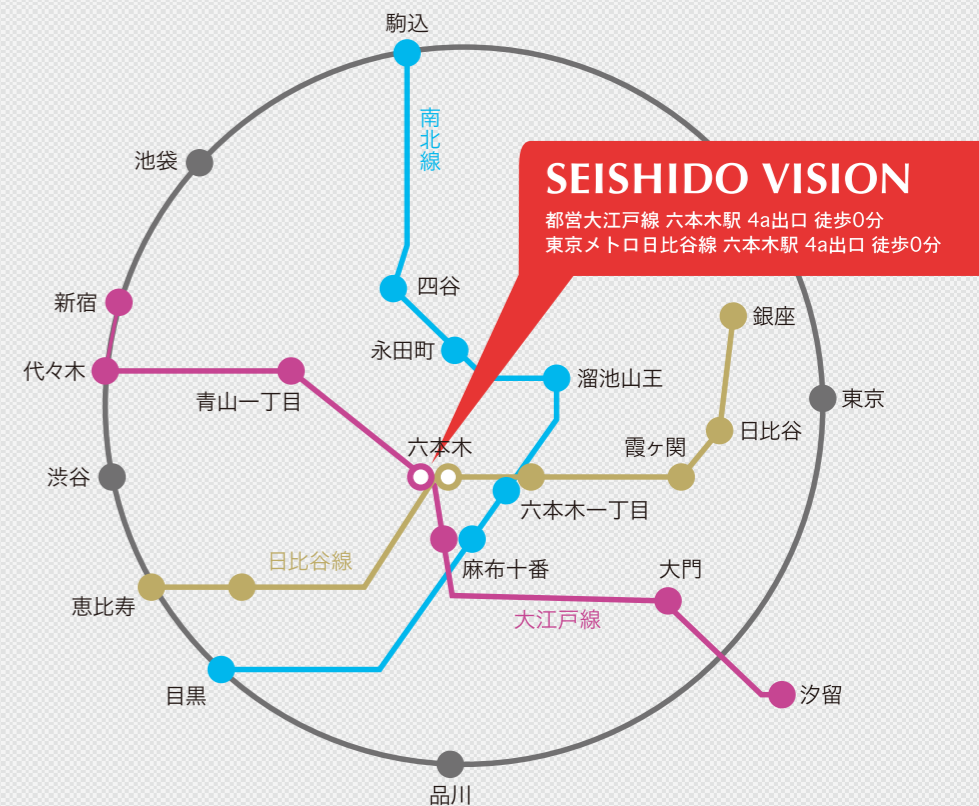 駒込
南北線
池袋
SEISHIDO VISION
都営大江戸線 六本木駅 4a出口 徒歩0分
東京メトロ日比谷線 六本木駅 4a出口 徒歩0分
四谷
新宿
銀座
永田町
代々木
溜池山王
青山一丁目
東京
日比谷
六本木
霞ヶ関
渋谷
六本木一丁目
日比谷線
麻布十番
大門
恵比寿
大江戸線
目黒
汐留
品川